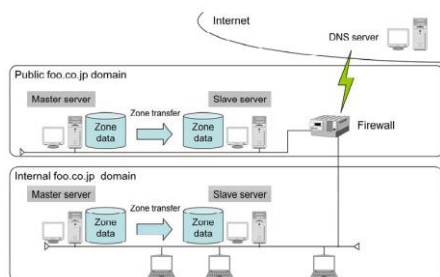 Internet
DNS server
Public foo.co.jp domain
Master server
Slave server
Zone transfer
Zone data
Zone data
Firewall
Internal foo.co.jp domain
Master server
Slave server
Zone transfer
Zone data
Zone data